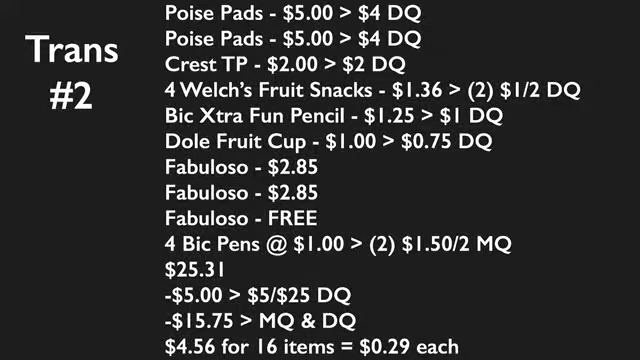 Trans
#2
Poise Pads - $5.00 > $4 DQ
Poise Pads - $5.00 > $4 DQ
Crest TP - $2.00 > $2 DQ
4 Welch's Fruit Snacks - $1.36 > (2) $1/2 DQ
Bic Xtra Fun Pencil - $1.25 > $1 DQ
Dole Fruit Cup - $1.00 > $0.75 DQ
Fabuloso - $2.85
Fabuloso - $2.85
Fabuloso - FREE
4 Bic Pens @ $1.00 > (2) $1.50/2 MQ
$25.31
-$5.00 > $5/$25 DQ
-$15.75 > MQ & DQ
$4.56 for 16 items = $0.29 each